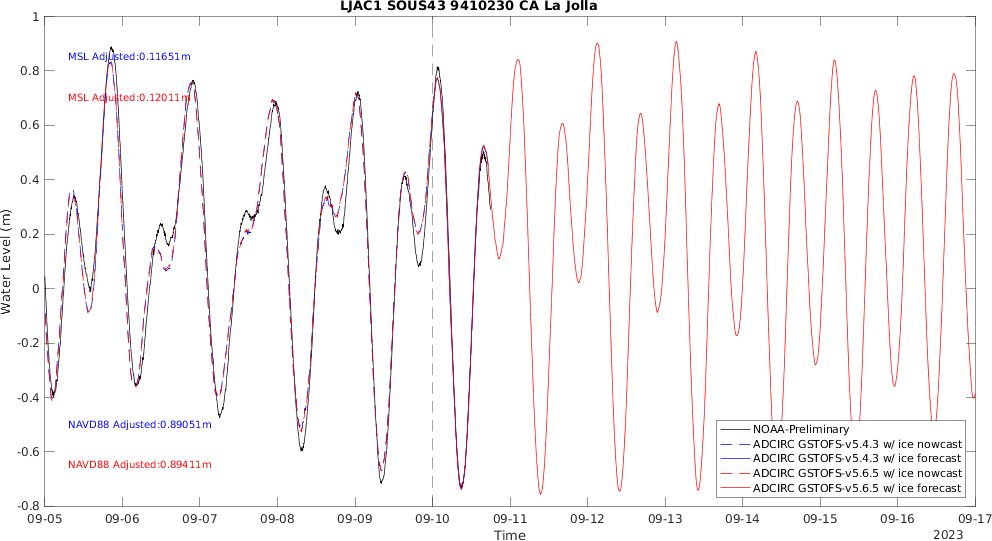 LJAC1 SOUS43 9410230 CA La Jolla
MSL Adjusted:0.11651m
MSL Adjusted:0.12011m
NAVD88 Adjusted:0.89051m
NAVD88 Adjusted:0.89411m
Water Level (m)
1
0.8
0.6
0.4
0.2
0
-0.2
-0.4
-0.6
-0.8
NOAA-Preliminary
ADCIRC GSTOFS-v5.4.3 w/ ice nowcast
ADCIRC GSTOFS-v5.4.3 w/ ice forecast
ADCIRC GSTOFS-v5.6.5 w/ ice nowcast
ADCIRC GSTOFS-v5.6.5 w/ ice forecast
09-05 09-06 09-07 09-08 09-09 09-10 09-11 09-12 09-13 09-14 09-15 09-16 09-17
Time
2023